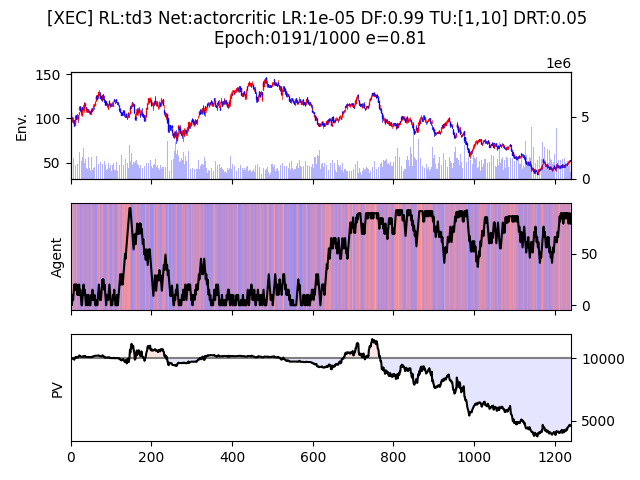 [XEC] RL:td3 Net:actorcritic LR:1e-05 DF:0.99 TU:[1,10] DRT:0.05
Epoch:0191/1000 e=0.81
1e6
150
100
50
5
0
Env.
50
0
Agent
10000
5000
PV
0
200
400
600
800
1000
1200